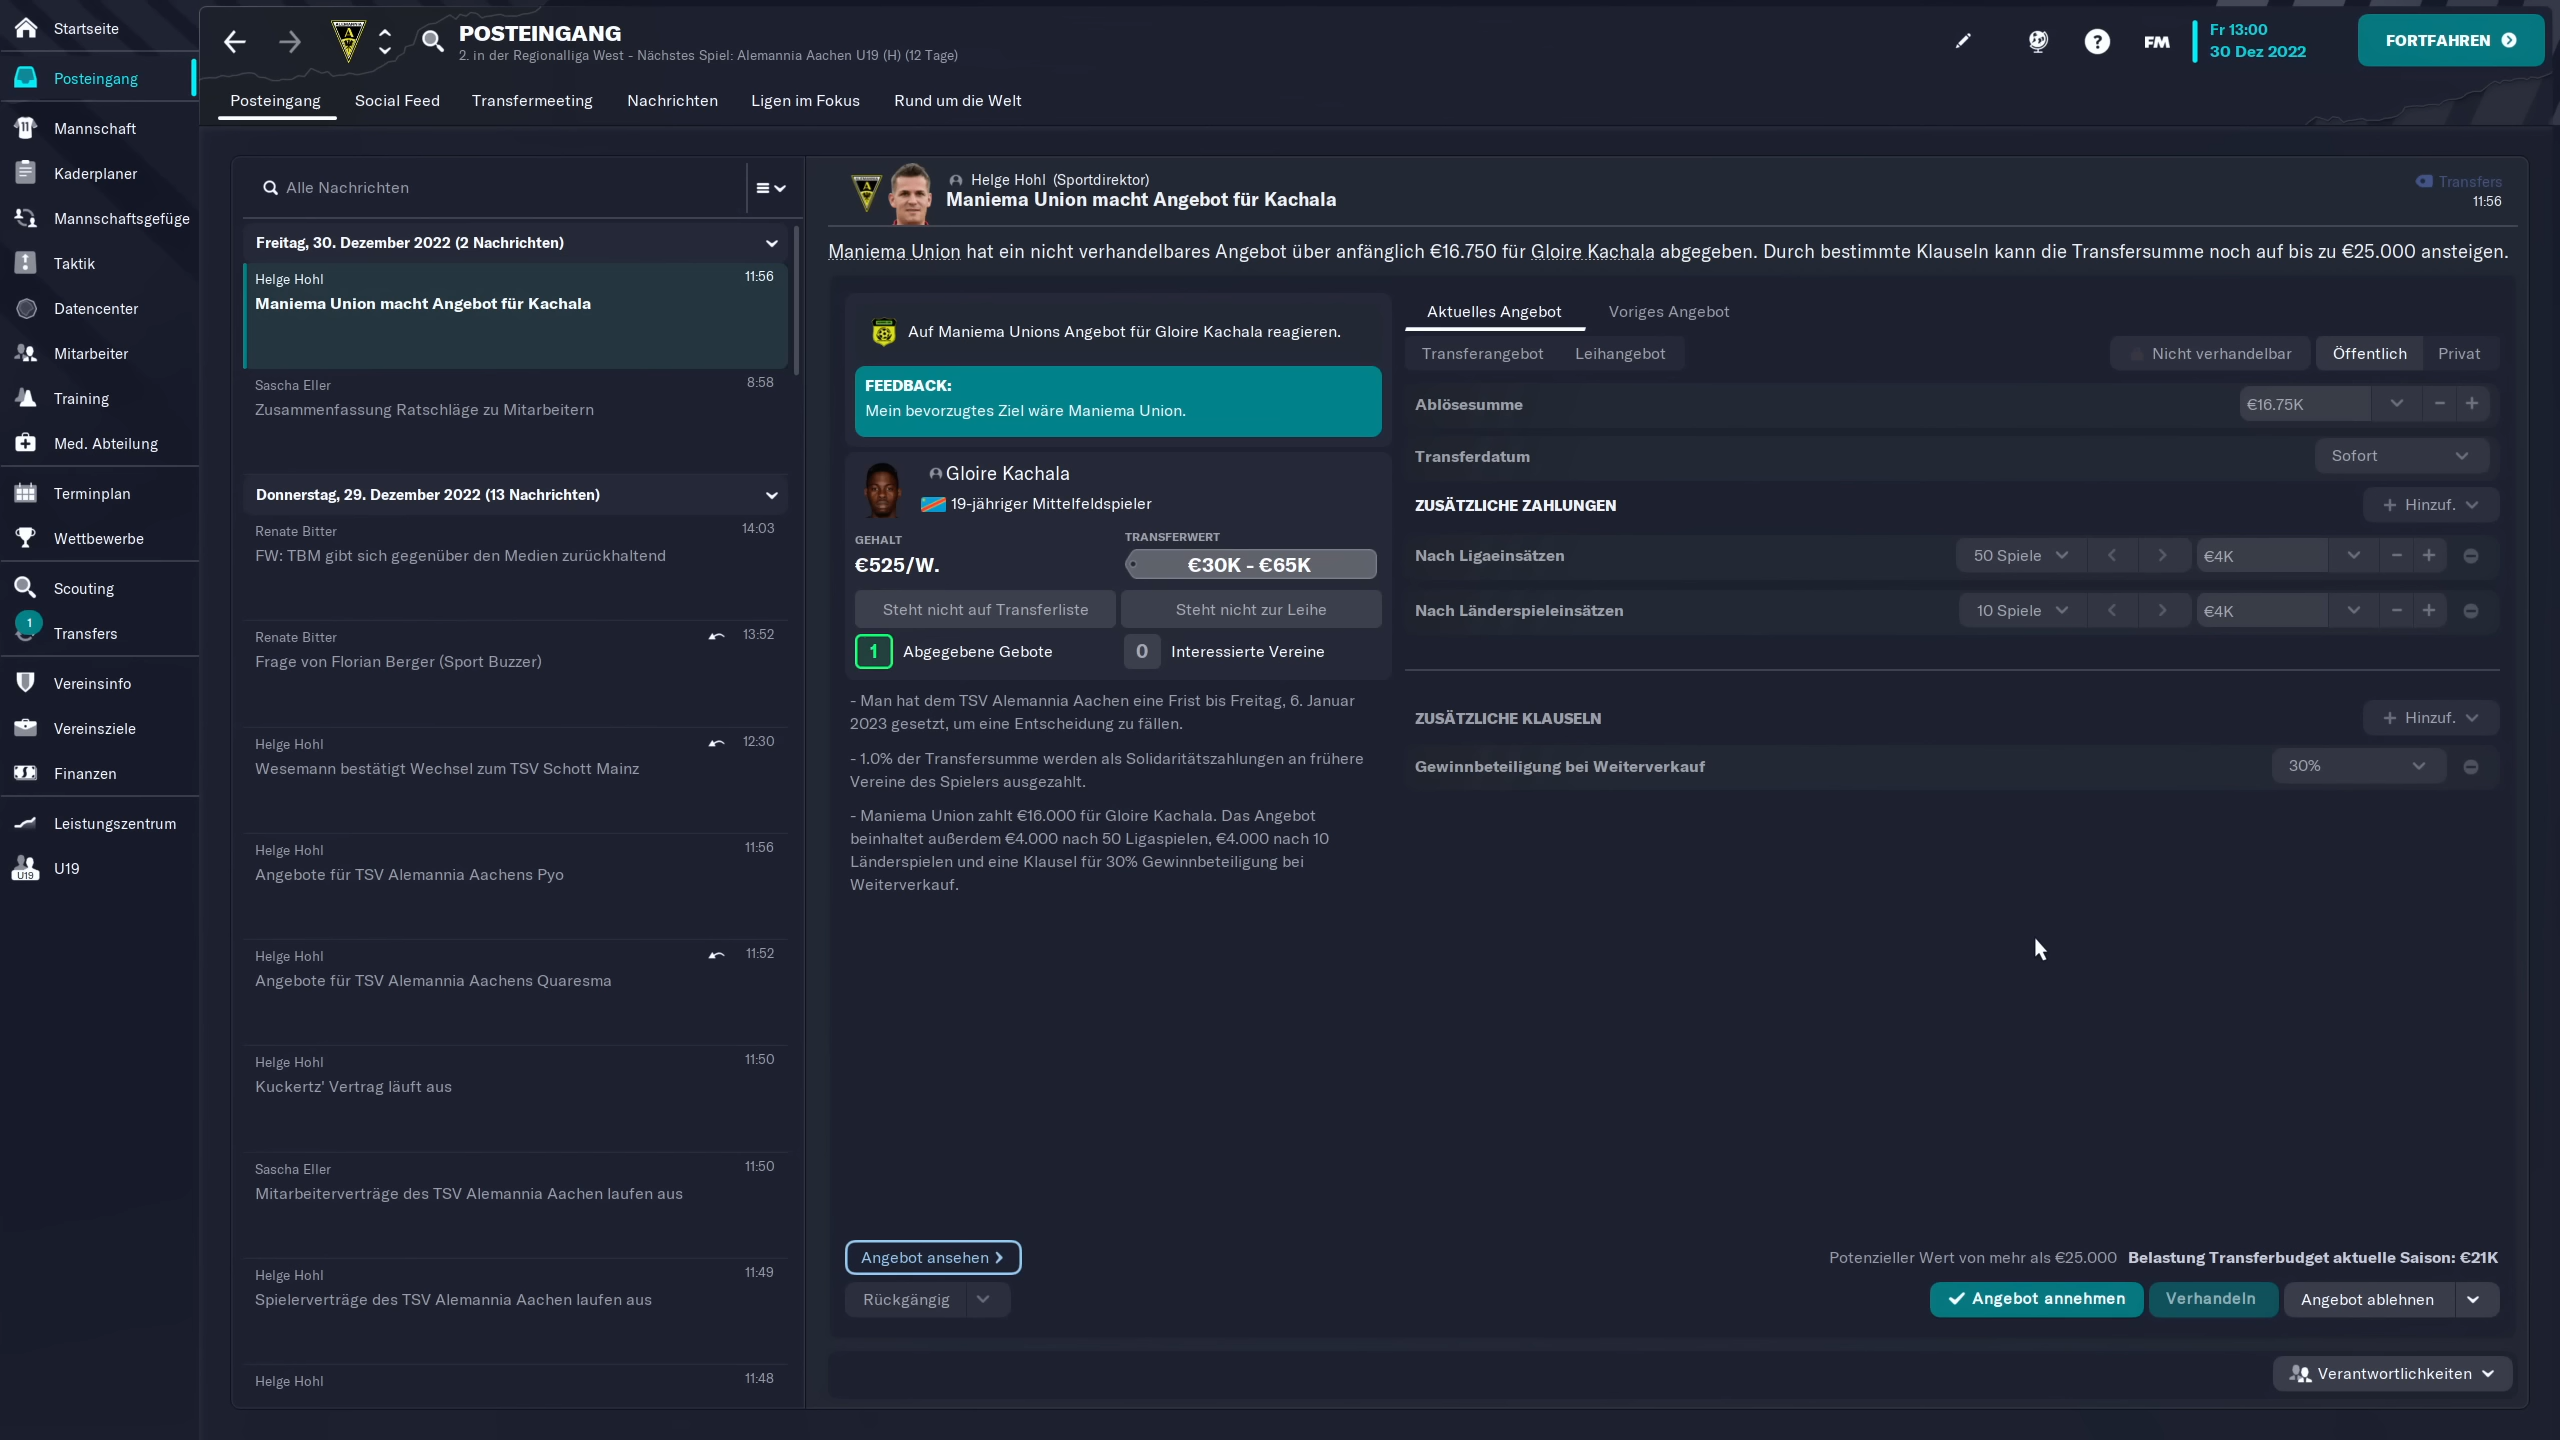 Startseite
Posteingang
Mannschaft
Kaderplaner
Mannschaftsgefüge
Taktik
Datencenter
Mitarbeiter
Training
Med. Abteilung
Terminplan
Wettbewerbe
Scouting
1
Transfers
Vereinsinfo
Vereinsziele
Finanzen
Leistungszentrum
U19
U19
POSTEINGANG
2. in der Regionalliga West - Nächstes Spiel: Alemannia Aachen U19 (H) (12 Tage)
FM
Fr 13:00
30 Dez 2022
FORTFAHREN
Posteingang Social Feed Transfermeeting Nachrichten Ligen im Fokus Rund um die Welt
Alle Nachrichten
Freitag, 30. Dezember 2022 (2 Nachrichten)
Helge Hohl 11:56
Maniema Union macht Angebot für Kachala
Sascha Eller 8:58
Zusammenfassung Ratschläge zu Mitarbeitern
Donnerstag, 29. Dezember 2022 (13 Nachrichten)
Renate Bitter 14:03
FW: TBM gibt sich gegenüber den Medien zurückhaltend
Renate Bitter 13:52
Frage von Florian Berger (Sport Buzzer)
Helge Hohl 12:30
Wesemann bestätigt Wechsel zum TSV Schott Mainz
Helge Hohl 11:56
Angebote für TSV Alemannia Aachens Pyo
Helge Hohl 11:52
Angebote für TSV Alemannia Aachens Quaresma
Helge Hohl 11:50
Kuckertz' Vertrag läuft aus
Sascha Eller 11:50
Mitarbeiterverträge des TSV Alemannia Aachen laufen aus
Helge Hohl 11:49
Spielerverträge des TSV Alemannia Aachen laufen aus
Helge Hohl 11:48
Helge Hohl (Sportdirektor)
Maniema Union macht Angebot für Kachala
Transfers
11:56
Maniema Union hat ein nicht verhandelbares Angebot über anfänglich €16.750 für Gloire Kachala abgegeben. Durch bestimmte Klauseln kann die Transfersumme noch auf bis zu €25.000 ansteigen.
Auf Maniema Unions Angebot für Gloire Kachala reagieren.
FEEDBACK:
Mein bevorzugtes Ziel wäre Maniema Union.
Gloire Kachala
19-jähriger Mittelfeldspieler
GEHALT TRANSFERWERT
€525/W. €30K - €65K
Steht nicht auf Transferliste Steht nicht zur Leihe
1 Abgegebene Gebote 0 Interessierte Vereine
- Man hat dem TSV Alemannia Aachen eine Frist bis Freitag, 6. Januar
2023 gesetzt, um eine Entscheidung zu fällen.
- 1.0% der Transfersumme werden als Solidaritätszahlungen an frühere
Vereine des Spielers ausgezahlt.
- Maniema Union zahlt €16.000 für Gloire Kachala. Das Angebot
beinhaltet außerdem €4.000 nach 50 Ligaspielen, €4.000 nach 10
Länderspielen und eine Klausel für 30% Gewinnbeteiligung bei
Weiterverkauf.
Aktuelles Angebot Voriges Angebot
Transferangebot Leihangebot Nicht verhandelbar Öffentlich Privat
Ablösesumme €16.75K
Transferdatum Sofort
ZUSÄTZLICHE ZAHLUNGEN + Hinzuf.
Nach Ligaeinsätzen 50 Spiele €4K
Nach Länderspieleinsätzen 10 Spiele €4K
ZUSÄTZLICHE KLAUSELN + Hinzuf.
Gewinnbeteiligung bei Weiterverkauf 30%
Angebot ansehen
Rückgängig
Potenzieller Wert von mehr als €25.000 Belastung Transferbudget aktuelle Saison: €21K
Angebot annehmen Verhandeln Angebot ablehnen
Verantwortlichkeiten